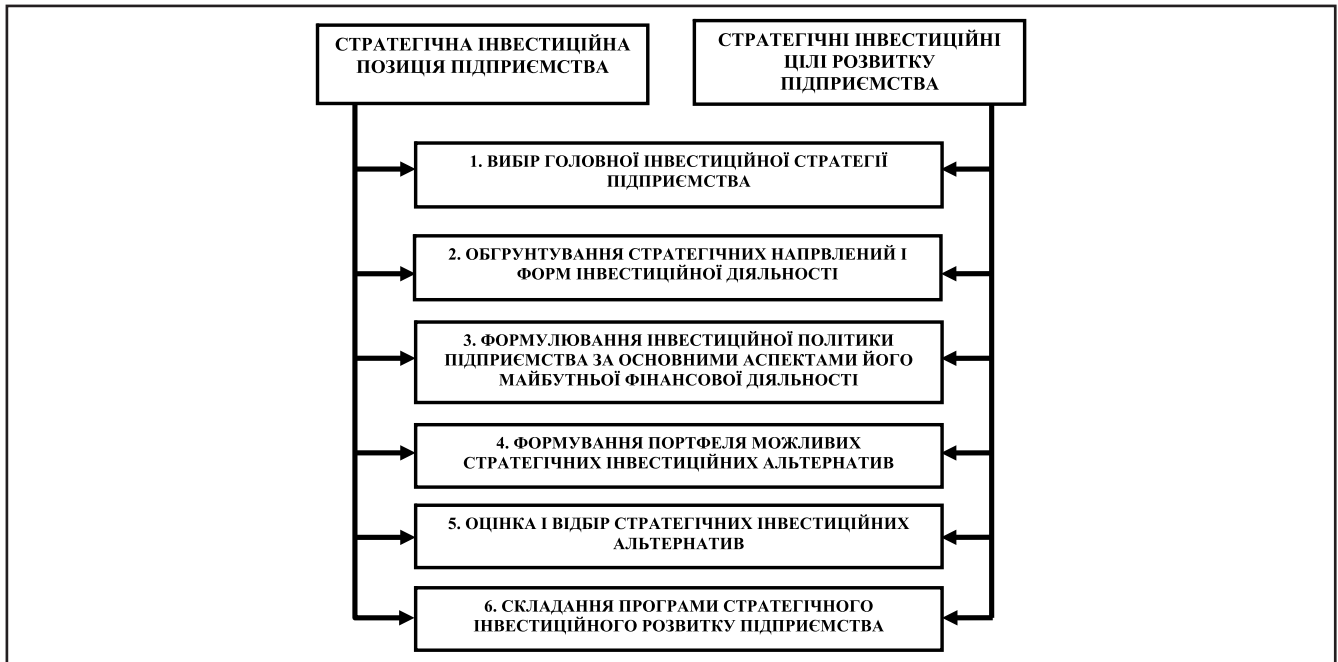 СТРАТЕГІЧНА ІНВЕСТИЦІЙНА
ПОЗИЦІЯ ПІДПРИЄМСТВА
СТРАТЕГІЧНІ ІНВЕСТИЦІЙНІ
ЦІЛІ РОЗВИТКУ
ПІДПРИЄМСТВА
1. ВИБІР ГОЛОВНОЇ ІНВЕСТИЦІЙНОЇ СТРАТЕГІЇ
ПІДПРИЄМСТВА
2. ОБГРУНТУВАННЯ СТРАТЕГІЧНИХ НАПРВЛЕНИЙ І
ФОРМ ІНВЕСТИЦІЙНОЇ ДІЯЛЬНОСТІ
3. ФОРМУЛЮВАННЯ ІНВЕСТИЦІЙНОЇ ПОЛІТИКИ
ПІДПРИЄМСТВА ЗА ОСНОВНИМИ АСПЕКТАМИ ЙОГО
МАЙБУТНЬОЇ ФІНАНСОВОЇ ДІЯЛЬНОСТІ
4. ФОРМУВАННЯ ПОРТФЕЛЯ МОЖЛИВИХ
СТРАТЕГІЧНИХ ІНВЕСТИЦІЙНИХ АЛЬТЕРНАТИВ
5. ОЦІНКА І ВІДБІР СТРАТЕГІЧНИХ ІНВЕСТИЦІЙНИХ
АЛЬТЕРНАТИВ
6. СКЛАДАННЯ ПРОГРАМИ СТРАТЕГІЧНОГО
ІНВЕСТИЦІЙНОГО РОЗВИТКУ ПІДПРИЄМСТВА